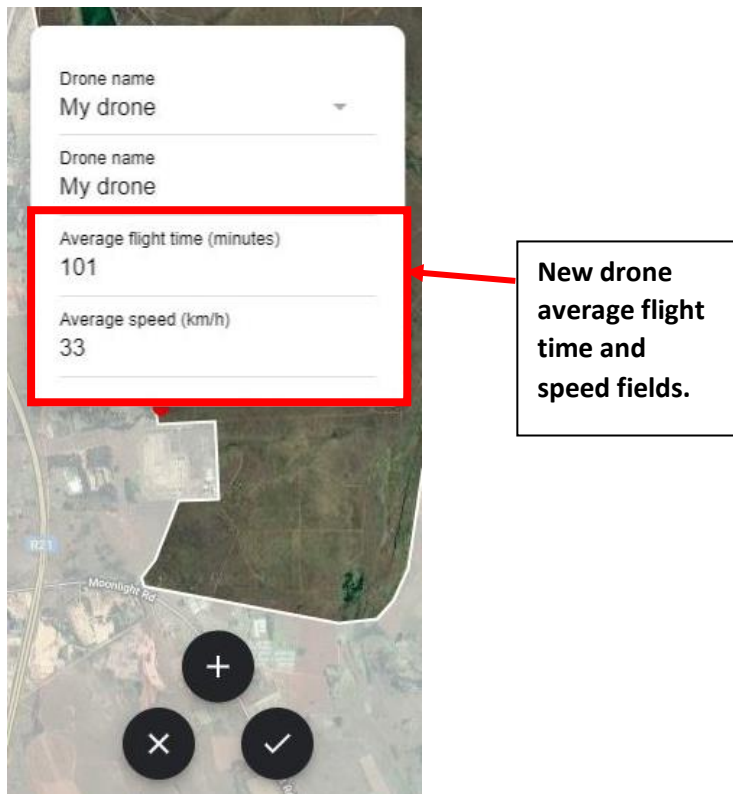 Drone name
My drone
Drone name
My drone
Average flight time (minutes)
101
Average speed (km/h)
33
New drone
average flight
time and
speed fields.
R21
Moonlight Rd